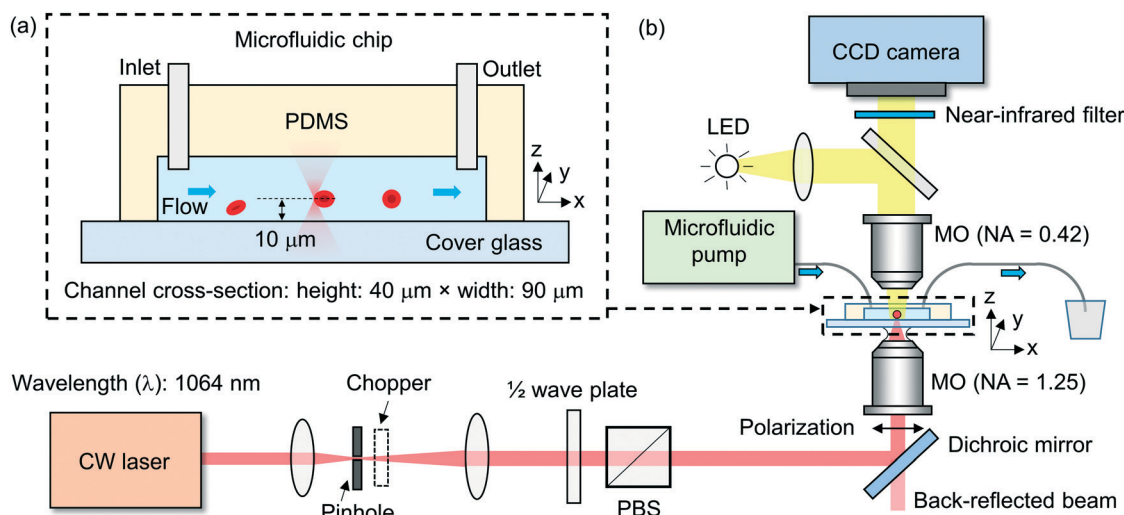 (a)
Microfluidic chip
Inlet
Outlet
PDMS
z
y
x
Flow
10 μm
Cover glass
Channel cross-section: height: 40 μm × width: 90 μm
(b)
CCD camera
Near-infrared filter
LED
Microfluidic
pump
MO (NA = 0.42)
z
y
x
MO (NA = 1.25)
Wavelength (λ): 1064 nm
Chopper
½ wave plate
Polarization
Dichroic mirror
CW laser
Pinhole
PBS
Back-reflected beam